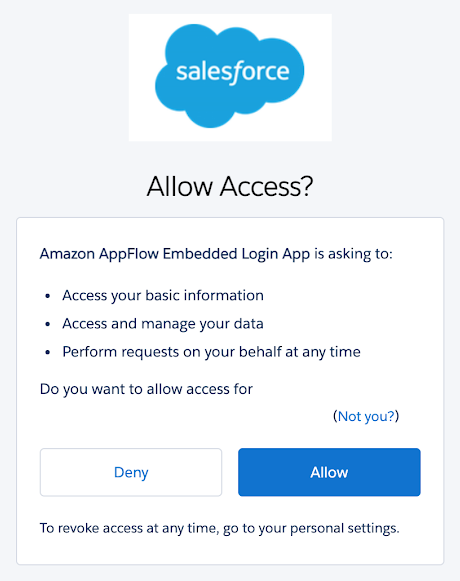 salesforce
Allow Access?
Amazon AppFlow Embedded Login App is asking to:
• Access your basic information
• Access and manage your data
• Perform requests on your behalf at any time
Do you want to allow access for
(Not you?)
Deny
Allow
To revoke access at any time, go to your personal settings.